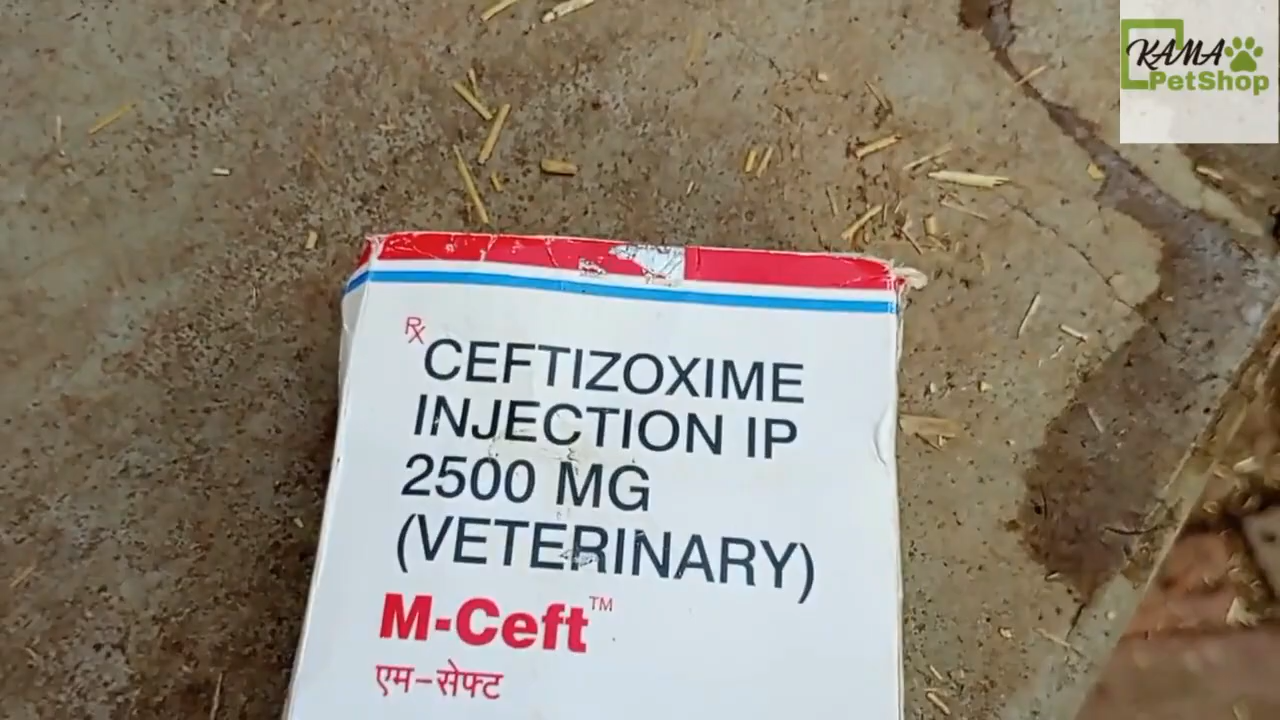 KAMA
PetShop
Rx
CEFTIZOXIME
INJECTION IP
2500 MG
(VETERINARY)
M-Ceft™
एम-सेफ्ट